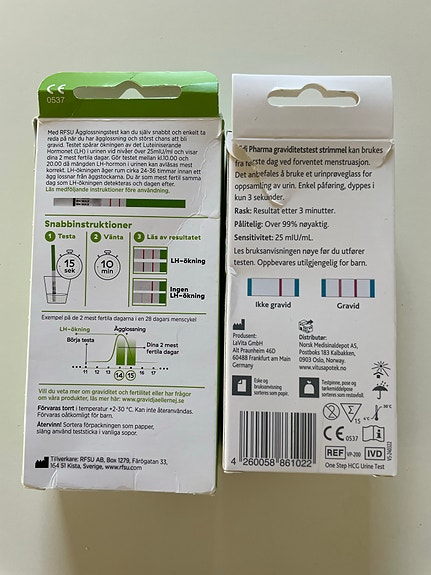 CE
0537
Med RFSU Ägglossningstest kan du själv snabbt och enkelt ta
reda på när du har ägglossning och störst chans att bli
gravid. Testet spårar ökningen av det Luteiniserande
Hormonet (LH) i urinen vid nivåer över 25mIU/ml och visar
dina 2 mest fertila dagar. Gör testet mellan kl.10.00 och
20.00 då mängden LH-hormon i urinen kan avläsas som mest
korrekt. LH-ökningen äger rum cirka 24-36 timmar innan ett
ägg lossnar från äggstockarna. Du är som mest fertil samma
dag som LH-ökningen detekteras och dagen efter.
Läs medföljande instruktioner före användning.
Snabbinstruktioner
1 Testa
2 Vänta
3 Läs av resultatet
15
sek
10
min
LH-ökning
Ingen
LH-ökning
Exempel på de 2 mest fertila dagarna i en 28 dagars menscykel
LH-ökning
Ägglossning
Börja testa
Dina 2 mest
fertila dagar
11 12 13 14 15 16 17
Vill du veta mer om graviditet och fertilitet eller har frågor
om våra produkter, läs mer här: www.gravidjaellernej.se
Förvaras torrt i temperatur +2-30 °C. Kan inte återanvändas.
Förvaras oåtkomligt för barn.
Återvinn! Sortera förpackningen som papper,
släng använd teststicka i vanliga sopor.
Tillverkare: RFSU AB, Box 1279, Färögatan 33,
164 51 Kista, Sverige, www.rfsu.com
Pharma graviditetstest strimmel kan brukes
fra første dag ved forventet menstruasjon.
Det anbefales å bruke et urinprøveglass for
oppsamling av urin. Enkel påføring, dyppes i
kun 3 sekunder.
Rask: Resultat etter 3 minutter.
Pålitelig: Over 99% nøyaktig.
Sensitivitet: 25 mIU/mL.
Les bruksanvisningen nøye før du utfører
testen. Oppbevares utilgjengelig for barn.
Ikke gravid
Gravid
Produsent:
LaVita GmbH
Alt Praunheim 46D
60488 Frankfurt am Main
Germany
Distributør:
Norsk Medisinaldepot AS,
Postboks 183 Kalbakken,
0903 Oslo, Norway.
www.vitusapotek.no
Eske og
bruksanvisning
sorteres som papir.
Testpinne, pose og
tørkemiddelpose
sorteres som restavfall.
15
CE 0537
REF VP-200 IVD
One Step HCG Urine Test
4 260058 861022